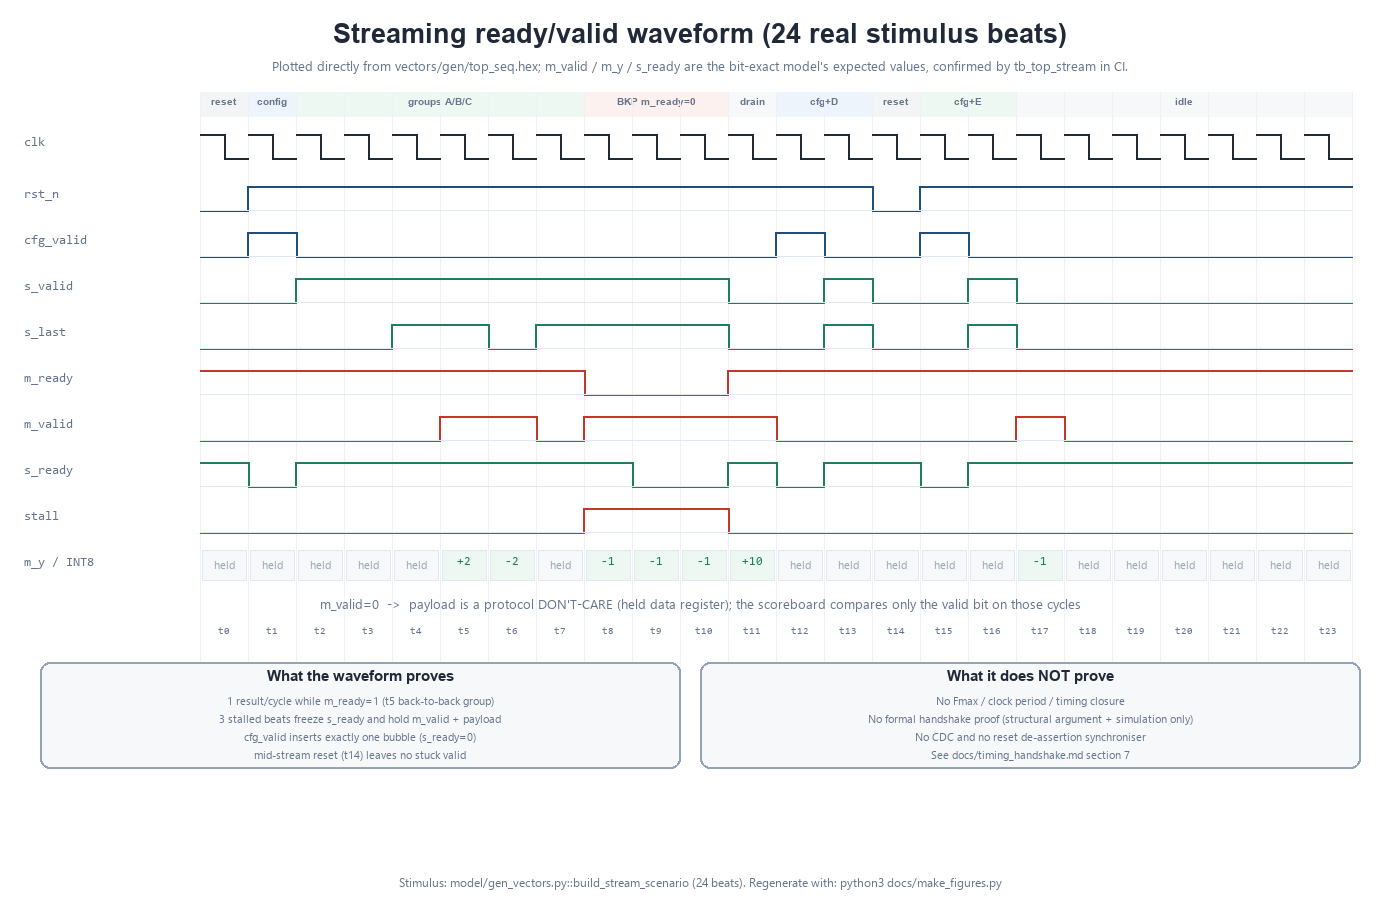 Streaming ready/valid waveform (24 real stimulus beats)
Plotted directly from vectors/gen/top_seq.hex; m_valid / m_y / s_ready are the bit-exact model's expected values, confirmed by tb_top_stream in CI.
reset config groups A/B/C BKP m_ready=0 drain cfg+D reset cfg+E idle
clk
rst_n
cfg_valid
s_valid
s_last
m_ready
m_valid
s_ready
stall
m_y / INT8 held held held held held +2 -2 held -1 -1 -1 +10 held held held held held -1 held held held held held held
m_valid=0 -> payload is a protocol DON'T-CARE (held data register); the scoreboard compares only the valid bit on those cycles
t0 t1 t2 t3 t4 t5 t6 t7 t8 t9 t10 t11 t12 t13 t14 t15 t16 t17 t18 t19 t20 t21 t22 t23
What the waveform proves
1 result/cycle while m_ready=1 (t5 back-to-back group)
3 stalled beats freeze s_ready and hold m_valid + payload
cfg_valid inserts exactly one bubble (s_ready=0)
mid-stream reset (t14) leaves no stuck valid
What it does NOT prove
No Fmax / clock period / timing closure
No formal handshake proof (structural argument + simulation only)
No CDC and no reset de-assertion synchroniser
See docs/timing_handshake.md section 7
Stimulus: model/gen_vectors.py::build_stream_scenario (24 beats). Regenerate with: python3 docs/make_figures.py